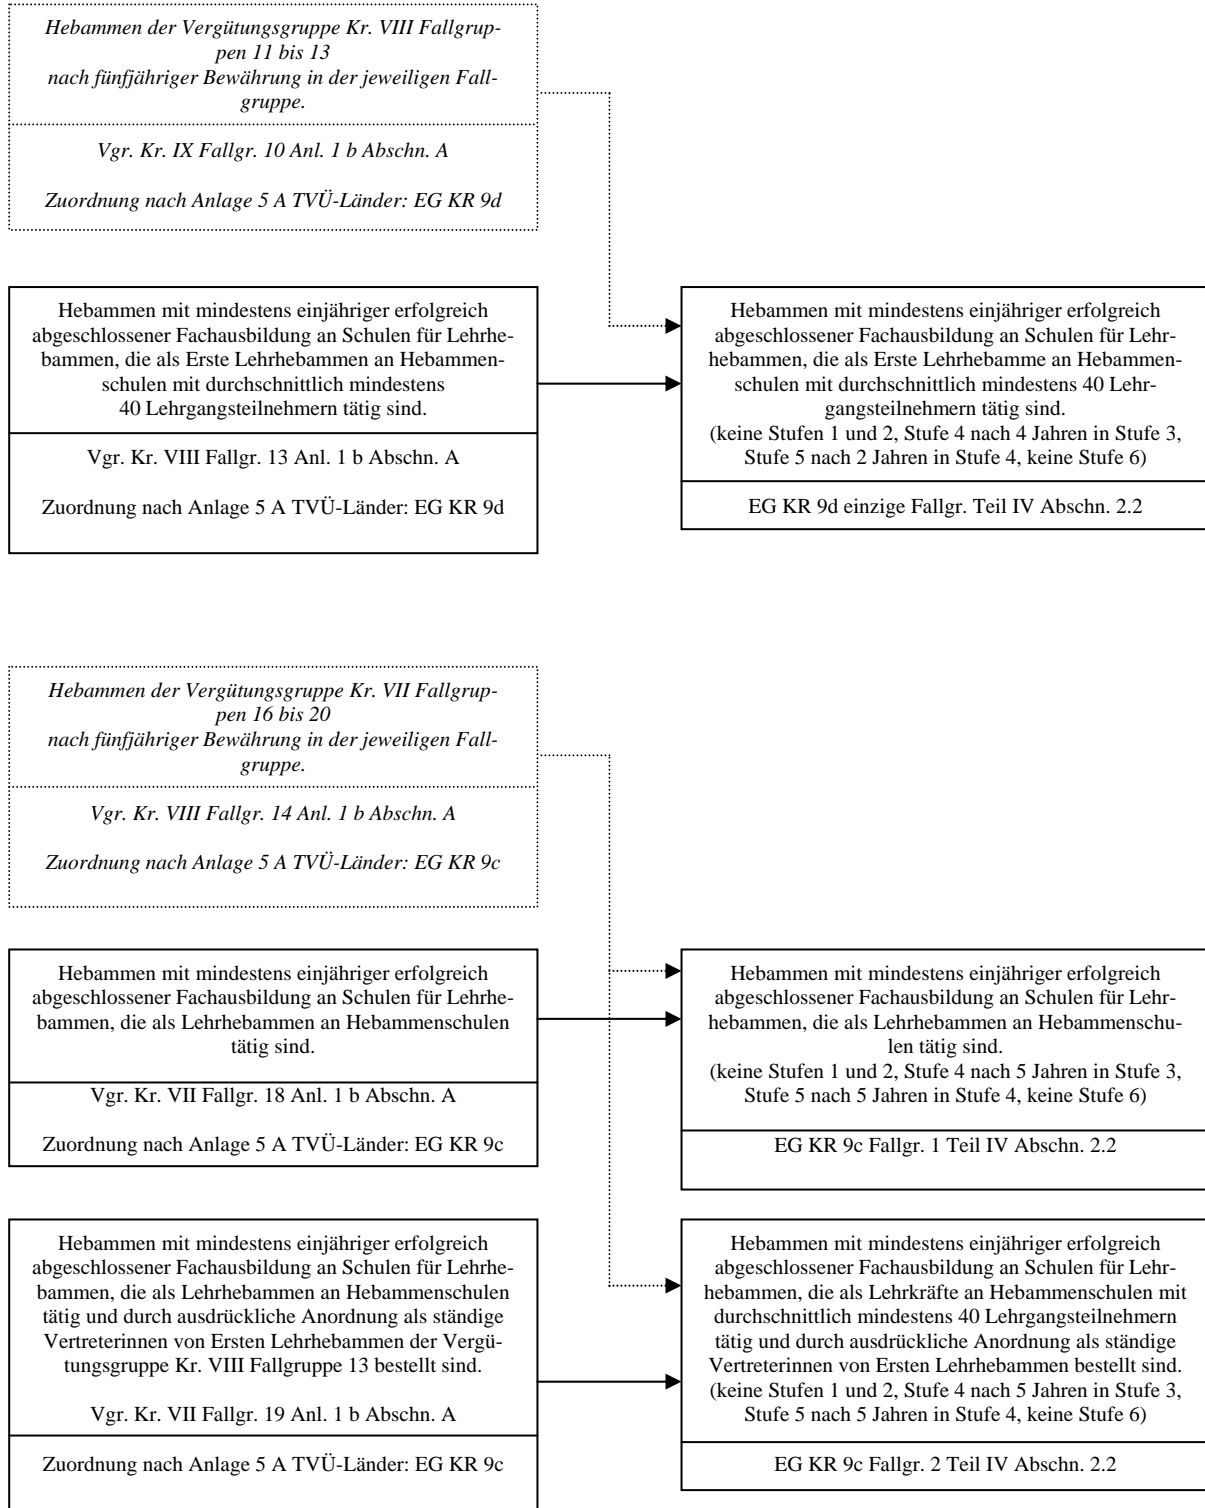 Hebammen der Vergütungsgruppe Kr. VIII Fallgrup-
pen 11 bis 13
nach fünfjähriger Bewährung in der jeweiligen Fall-
gruppe.
Vgr. Kr. IX Fallgr. 10 Anl. 1 b Abschn. A
Zuordnung nach Anlage 5 A TVÜ-Länder: EG KR 9d
Hebammen mit mindestens einjähriger erfolgreich
abgeschlossener Fachausbildung an Schulen für Lehrhe-
bammen, die als Erste Lehrhebammen an Hebammen-
schulen mit durchschnittlich mindestens
40 Lehrgangsteilnehmern tätig sind.
Vgr. Kr. VIII Fallgr. 13 Anl. 1 b Abschn. A
Zuordnung nach Anlage 5 A TVÜ-Länder: EG KR 9d
Hebammen mit mindestens einjähriger erfolgreich
abgeschlossener Fachausbildung an Schulen für Lehr-
hebammen, die als Erste Lehrhebamme an Hebammen-
schulen mit durchschnittlich mindestens 40 Lehr-
gangsteilnehmern tätig sind.
(keine Stufen 1 und 2, Stufe 4 nach 4 Jahren in Stufe 3,
Stufe 5 nach 2 Jahren in Stufe 4, keine Stufe 6)
EG KR 9d einzige Fallgr. Teil IV Abschn. 2.2
Hebammen der Vergütungsgruppe Kr. VII Fallgrup-
pen 16 bis 20
nach fünfjähriger Bewährung in der jeweiligen Fall-
gruppe.
Vgr. Kr. VIII Fallgr. 14 Anl. 1 b Abschn. A
Zuordnung nach Anlage 5 A TVÜ-Länder: EG KR 9c
Hebammen mit mindestens einjähriger erfolgreich
abgeschlossener Fachausbildung an Schulen für Lehrhe-
bammen, die als Lehrhebammen an Hebammenschulen
tätig sind.
Vgr. Kr. VII Fallgr. 18 Anl. 1 b Abschn. A
Zuordnung nach Anlage 5 A TVÜ-Länder: EG KR 9c
Hebammen mit mindestens einjähriger erfolgreich
abgeschlossener Fachausbildung an Schulen für Lehr-
hebammen, die als Lehrhebammen an Hebammenschu-
len tätig sind.
(keine Stufen 1 und 2, Stufe 4 nach 5 Jahren in Stufe 3,
Stufe 5 nach 5 Jahren in Stufe 4, keine Stufe 6)
EG KR 9c Fallgr. 1 Teil IV Abschn. 2.2
Hebammen mit mindestens einjähriger erfolgreich
abgeschlossener Fachausbildung an Schulen für Lehrhe-
bammen, die als Lehrhebammen an Hebammenschulen
tätig und durch ausdrückliche Anordnung als ständige
Vertreterinnen von Ersten Lehrhebammen der Vergü-
tungsgruppe Kr. VIII Fallgruppe 13 bestellt sind.
Vgr. Kr. VII Fallgr. 19 Anl. 1 b Abschn. A
Zuordnung nach Anlage 5 A TVÜ-Länder: EG KR 9c
Hebammen mit mindestens einjähriger erfolgreich
abgeschlossener Fachausbildung an Schulen für Lehr-
hebammen, die als Lehrkräfte an Hebammenschulen mit
durchschnittlich mindestens 40 Lehrgangsteilnehmern
tätig und durch ausdrückliche Anordnung als ständige
Vertreterinnen von Ersten Lehrhebammen bestellt sind.
(keine Stufen 1 und 2, Stufe 4 nach 5 Jahren in Stufe 3,
Stufe 5 nach 5 Jahren in Stufe 4, keine Stufe 6)
EG KR 9c Fallgr. 2 Teil IV Abschn. 2.2